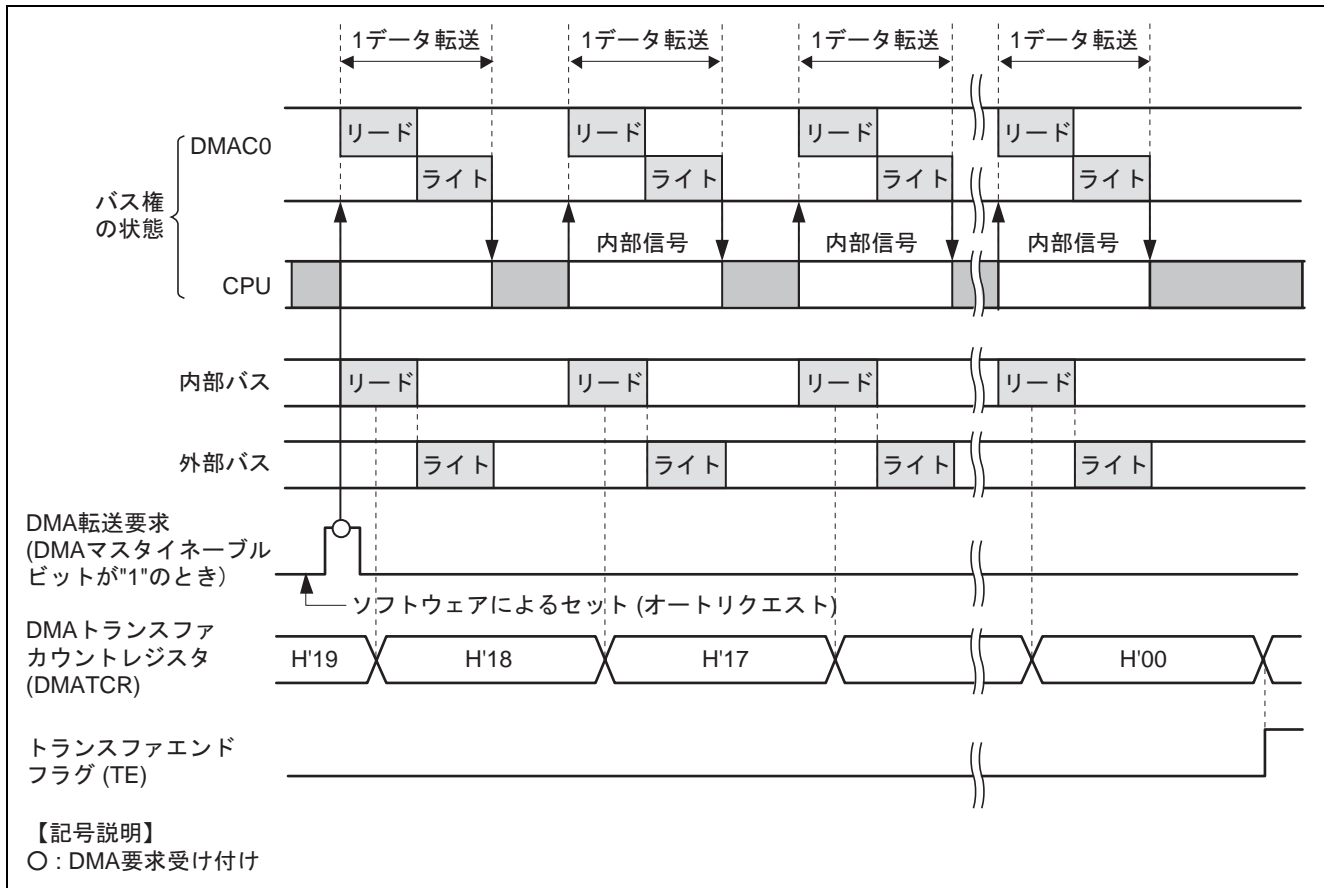 1データ転送 1データ転送 1データ転送 1データ転送
DMAC0
リード リード リード リード
ライト ライト ライト ライト
バス権
の状態
内部信号 内部信号 内部信号
CPU
内部バス
リード リード リード リード
外部バス
ライト ライト ライト ライト
DMA転送要求
(DMAマスタイネーブル
ビットが"1"のとき)
ソフトウェアによるセット (オートリクエスト)
DMAトランスファ
カウントレジスタ
(DMATCR)
H'19 H'18 H'17 H'00
トランスファエンド
フラグ (TE)
【記号説明】
○ : DMA要求受け付け